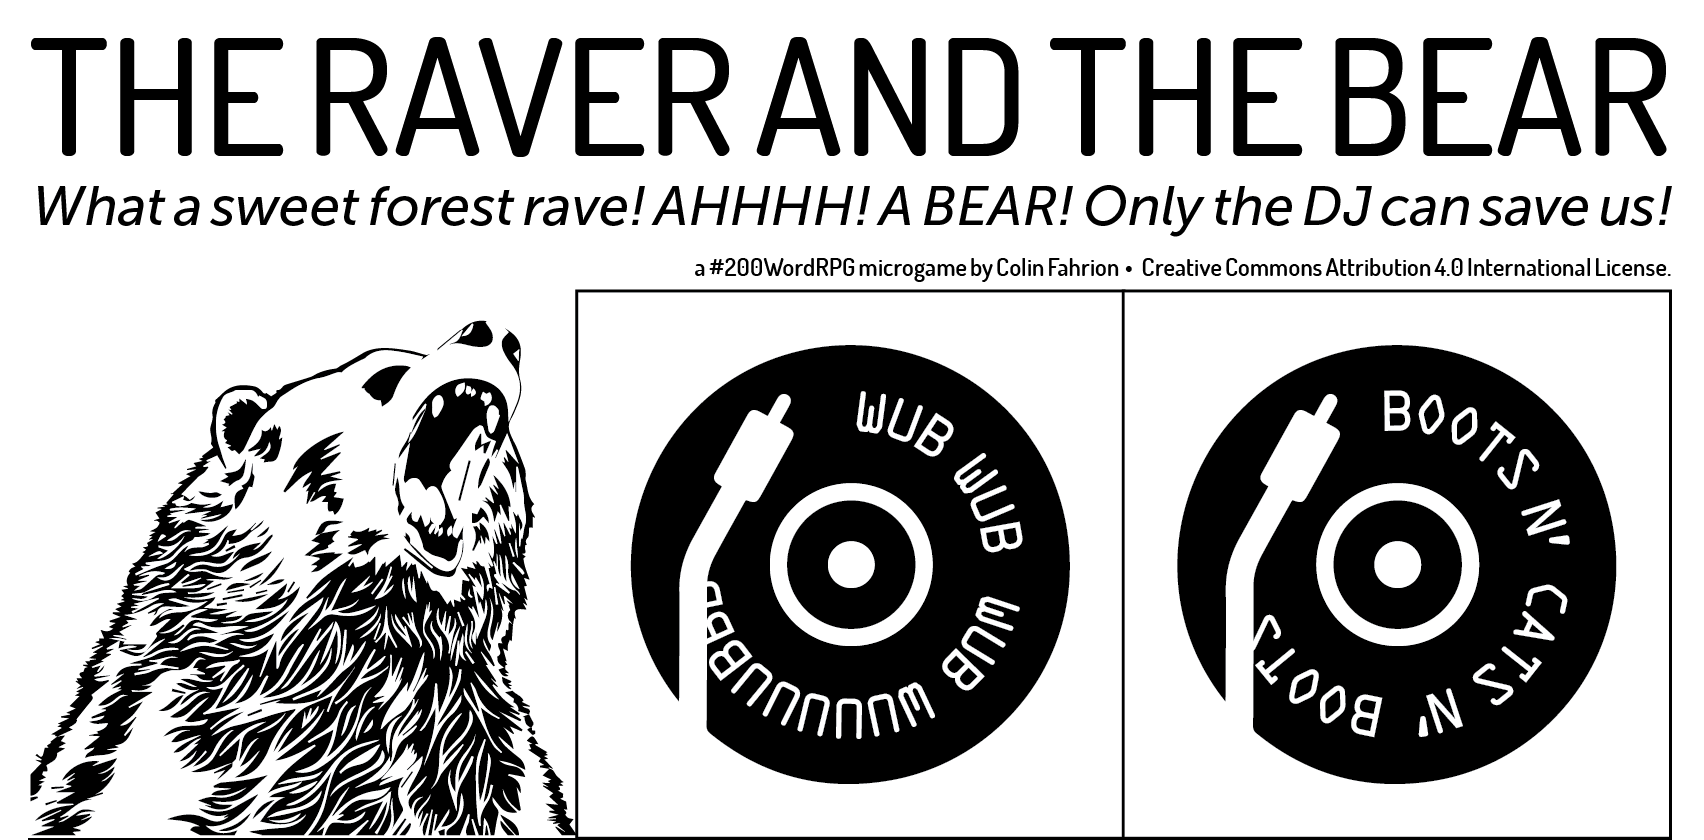 THE RAVER AND THE BEAR
What a sweet forest rave! AHHHH! A BEAR! Only the DJ can save us!
a #200WordRPG microgame by Colin Fahrion • Creative Commons Attribution 4.0 International License.
WUB WUB WUB WUUUUBB
BOOTS N' CATS N' BOOTS